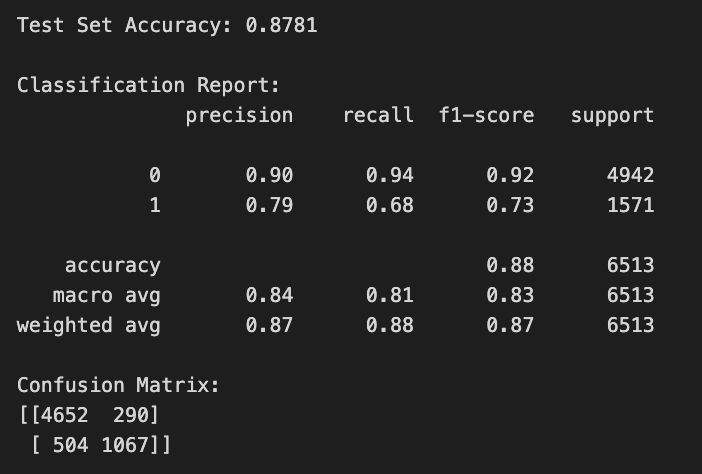 Test Set Accuracy: 0.8781
Classification Report:
precision recall f1-score support
0 0.90 0.94 0.92 4942
1 0.79 0.68 0.73 1571
accuracy 0.88 6513
macro avg 0.84 0.81 0.83 6513
weighted avg 0.87 0.88 0.87 6513
Confusion Matrix:
[[4652 290]
[ 504 1067]]